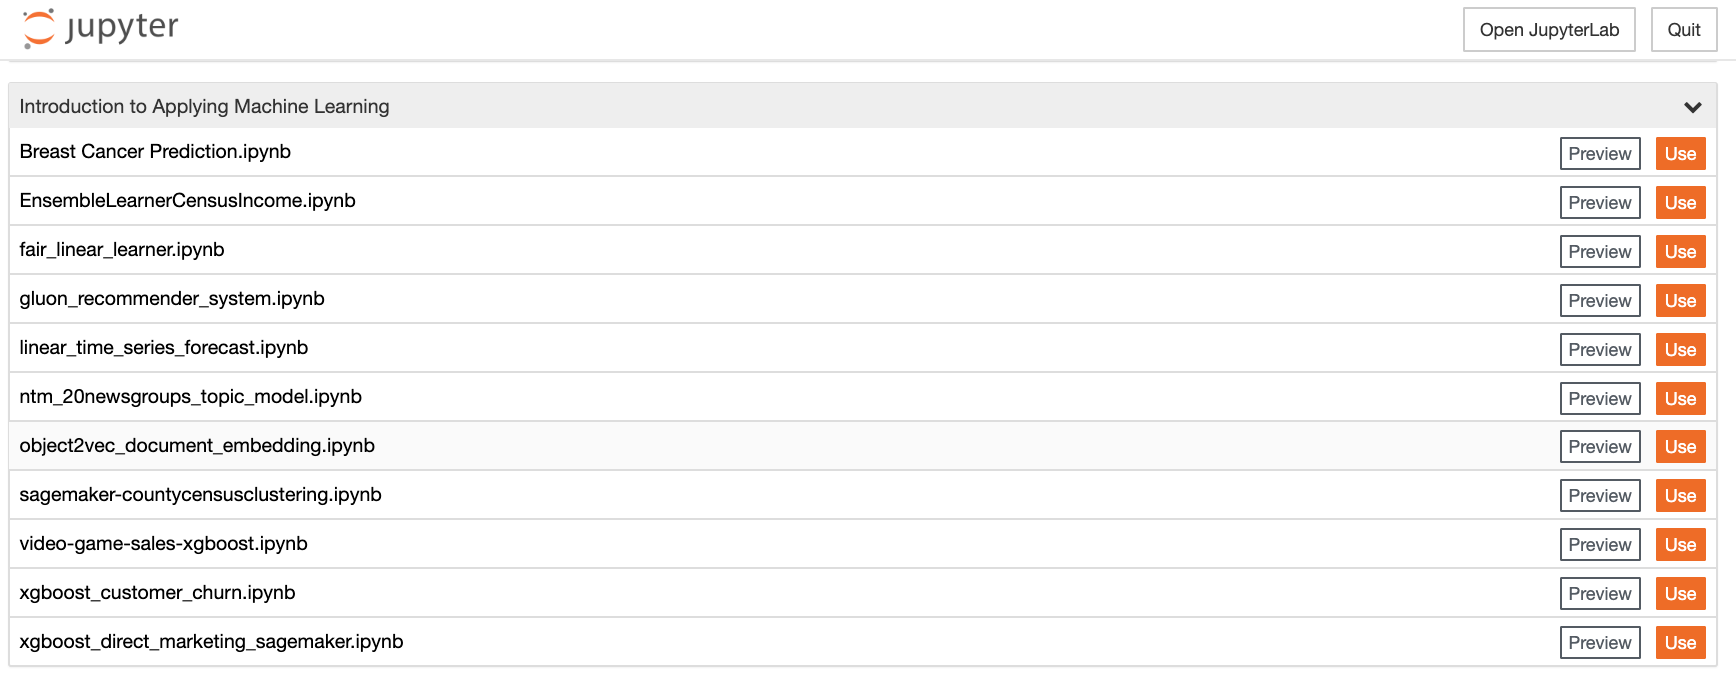 jupyter Open JupyterLab Quit
Introduction to Applying Machine Learning
Breast Cancer Prediction.ipynb Preview Use
EnsembleLearnerCensusIncome.ipynb Preview Use
fair_linear_learner.ipynb Preview Use
gluon_recommender_system.ipynb Preview Use
linear_time_series_forecast.ipynb Preview Use
ntm_20newsgroups_topic_model.ipynb Preview Use
object2vec_document_embedding.ipynb Preview Use
sagemaker-countycensusclustering.ipynb Preview Use
video-game-sales-xgboost.ipynb Preview Use
xgboost_customer_churn.ipynb Preview Use
xgboost_direct_marketing_sagemaker.ipynb Preview Use